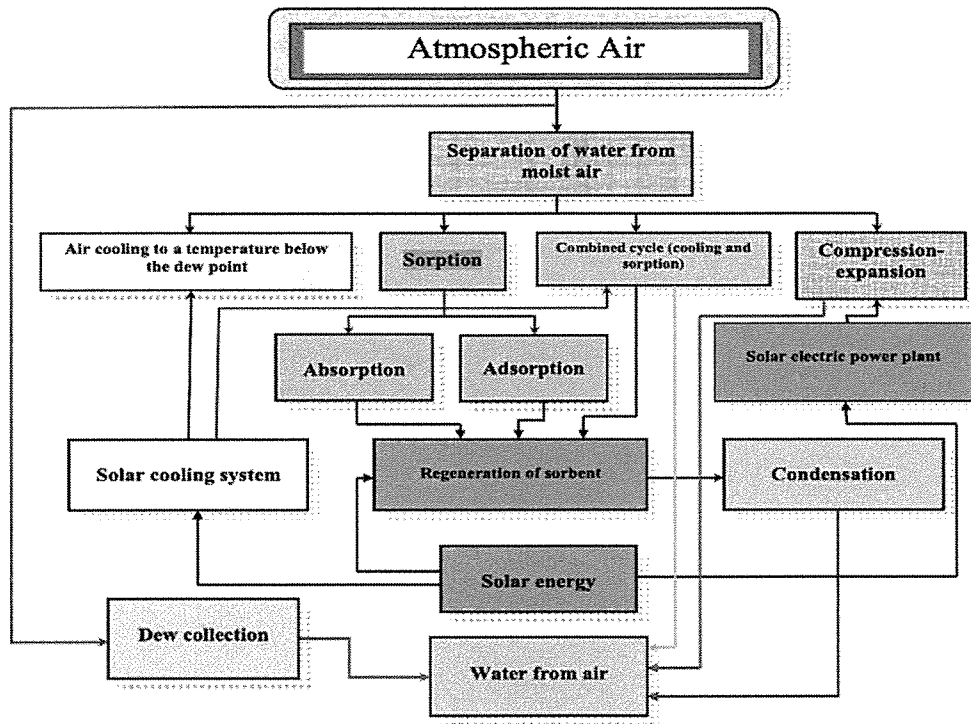 Atmospheric Air
Separation of water from
moist air
Air cooling to a temperature below
the dew point
Sorption
Combined cycle (cooling and
sorption)
Compression-
expansion
Absorption
Adsorption
Solar electric power plant
Solar cooling system
Regeneration of sorbent
Condensation
Solar energy
Dew collection
Water from air